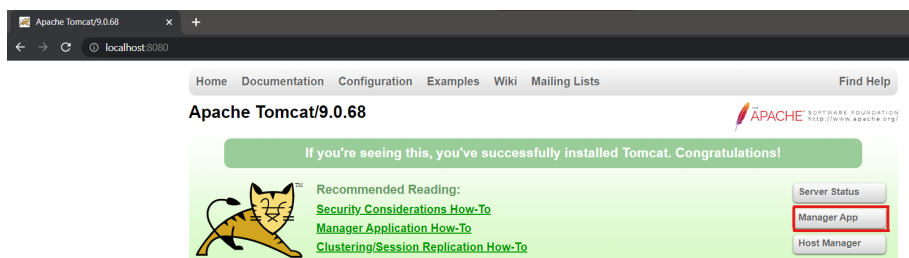 Apache Tomcat/9.0.68
localhost:8080
Home Documentation Configuration Examples Wiki Mailing Lists Find Help
Apache Tomcat/9.0.68
THE
APACHE® SOFTWARE FOUNDATION
http://www.apache.org/
If you're seeing this, you've successfully installed Tomcat. Congratulations!
TM
Recommended Reading:
Security Considerations How-To
Manager Application How-To
Clustering/Session Replication How-To
Server Status
Manager App
Host Manager